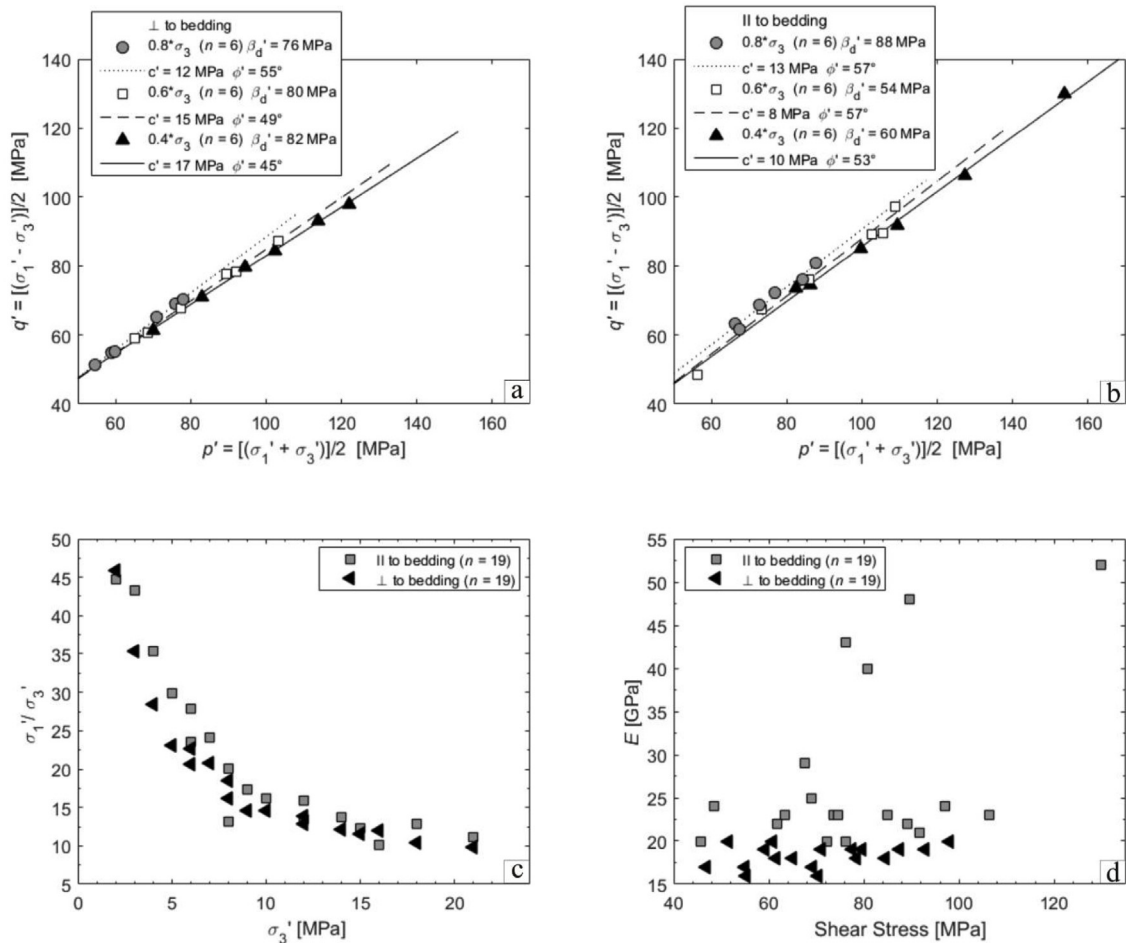 ⊥ to bedding
0.8*σ3 (n = 6) βd' = 76 MPa
c' = 12 MPa ϕ' = 55°
0.6*σ3 (n = 6) βd' = 80 MPa
c' = 15 MPa ϕ' = 49°
0.4*σ3 (n = 6) βd' = 82 MPa
c' = 17 MPa ϕ' = 45°
140
120
100
80
60
40
q' = [(σ1' - σ3')]/2 [MPa]
60 80 100 120 140 160
p' = [(σ1' + σ3')]/2 [MPa]
a
|| to bedding
0.8*σ3 (n = 6) βd' = 88 MPa
c' = 13 MPa ϕ' = 57°
0.6*σ3 (n = 6) βd' = 54 MPa
c' = 8 MPa ϕ' = 57°
0.4*σ3 (n = 6) βd' = 60 MPa
c' = 10 MPa ϕ' = 53°
140
120
100
80
60
40
q' = [(σ1' - σ3')]/2 [MPa]
60 80 100 120 140 160
p' = [(σ1' + σ3')]/2 [MPa]
b
|| to bedding (n = 19)
⊥ to bedding (n = 19)
50
45
40
35
30
25
20
15
10
5
σ1'/ σ3'
0 5 10 15 20
σ3' [MPa]
c
|| to bedding (n = 19)
⊥ to bedding (n = 19)
55
50
45
40
35
30
25
20
15
E [GPa]
40 60 80 100 120
Shear Stress [MPa]
d